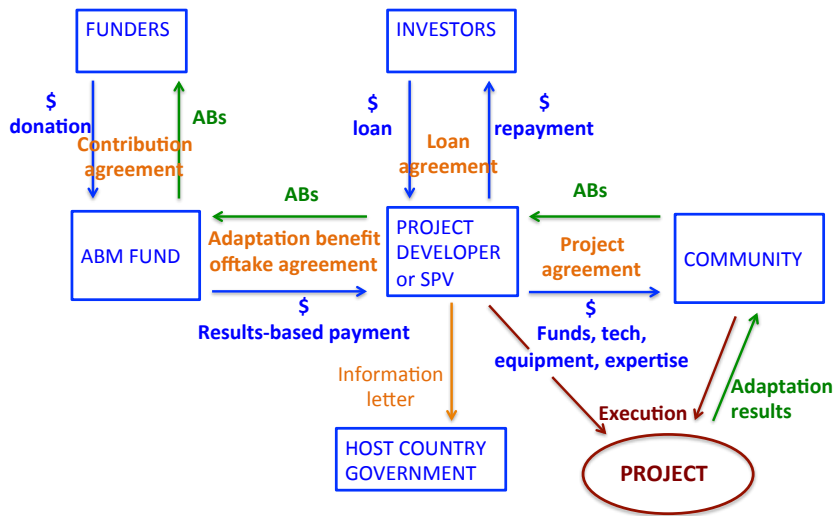 FUNDERS
INVESTORS
$
donation
ABs
Contribution
agreement
$
loan
Loan
agreement
$
repayment
ABs
ABs
ABM FUND
Adaptation benefit
offtake agreement
PROJECT
DEVELOPER
or SPV
Project
agreement
COMMUNITY
$
Results-based payment
$
Funds, tech,
equipment, expertise
Information
letter
Execution
Adaptation
results
HOST COUNTRY
GOVERNMENT
PROJECT